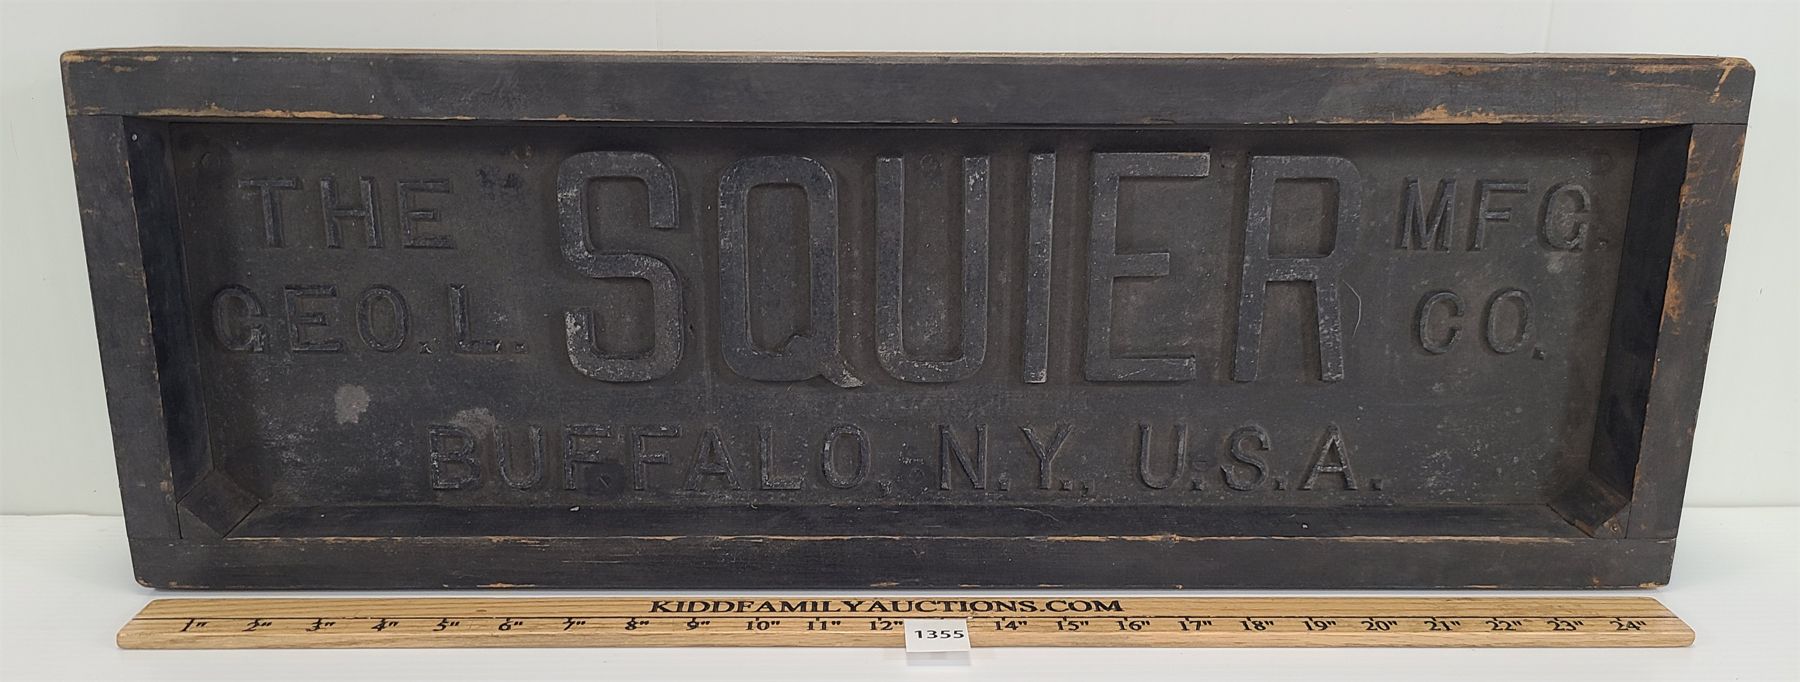 THE
GEO. L.
SQUIER
MFG.
CO.
BUFFALO, N.Y., U.S.A.
KIDDFAMILYAUCTIONS.COM
1" 2" 3" 4" 5" 6" 7" 8" 9" 10" 11" 12" 14" 15" 16" 17" 18" 19" 20" 21" 22" 23" 24"
1355